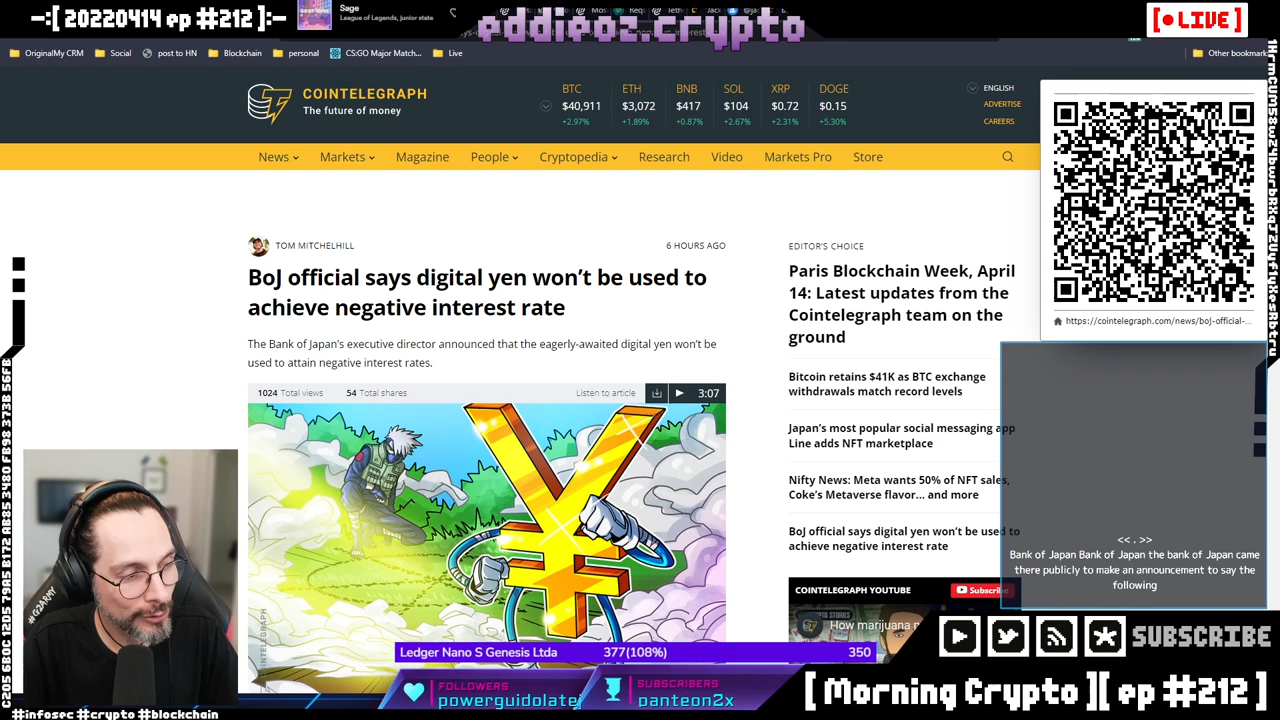 -:[ 20220414 ep #212 ]:-
Sage
League of Legends, junior state
eddieoz.crypto
[ • LIVE ]
OriginalMy CRM
Social
post to HN
Blockchain
personal
CS:GO Major Match...
Live
Other bookmark
COINTELEGRAPH
The future of money
BTC ETH BNB SOL XRP DOGE
$40,911 $3,072 $417 $104 $0.72 $0.15
+2.97% +1.89% +0.87% +2.67% +2.31% +5.30%
ENGLISH
ADVERTISE
CAREERS
News Markets Magazine People Cryptopedia Research Video Markets Pro Store
TOM MITCHELHILL
6 HOURS AGO
BoJ official says digital yen won’t be used to
achieve negative interest rate
The Bank of Japan’s executive director announced that the eagerly-awaited digital yen won’t be
used to attain negative interest rates.
1024 Total views 54 Total shares Listen to article 3:07
COINTELEGRAPH
EDITOR’S CHOICE
Paris Blockchain Week, April
14: Latest updates from the
Cointelegraph team on the
ground
Bitcoin retains $41K as BTC exchange
withdrawals match record levels
Japan’s most popular social messaging app
Line adds NFT marketplace
Nifty News: Meta wants 50% of NFT sales,
Coke’s Metaverse flavor... and more
BoJ official says digital yen won’t be used to
achieve negative interest rate
COINTELEGRAPH YOUTUBE
Subscribe
How marijuana
https://cointelegraph.com/news/boj-official-...
<< . >>
Bank of Japan Bank of Japan the bank of Japan came
there publicly to make an announcement to say the
following
Ledger Nano S Genesis Ltda 377(108%) 350
FOLLOWERS
powerguidolatej
SUBSCRIBERS
panteon2x
SUBSCRIBE
[ Morning Crypto ][ ep #212 ]
#infosec #crypto #blockchain